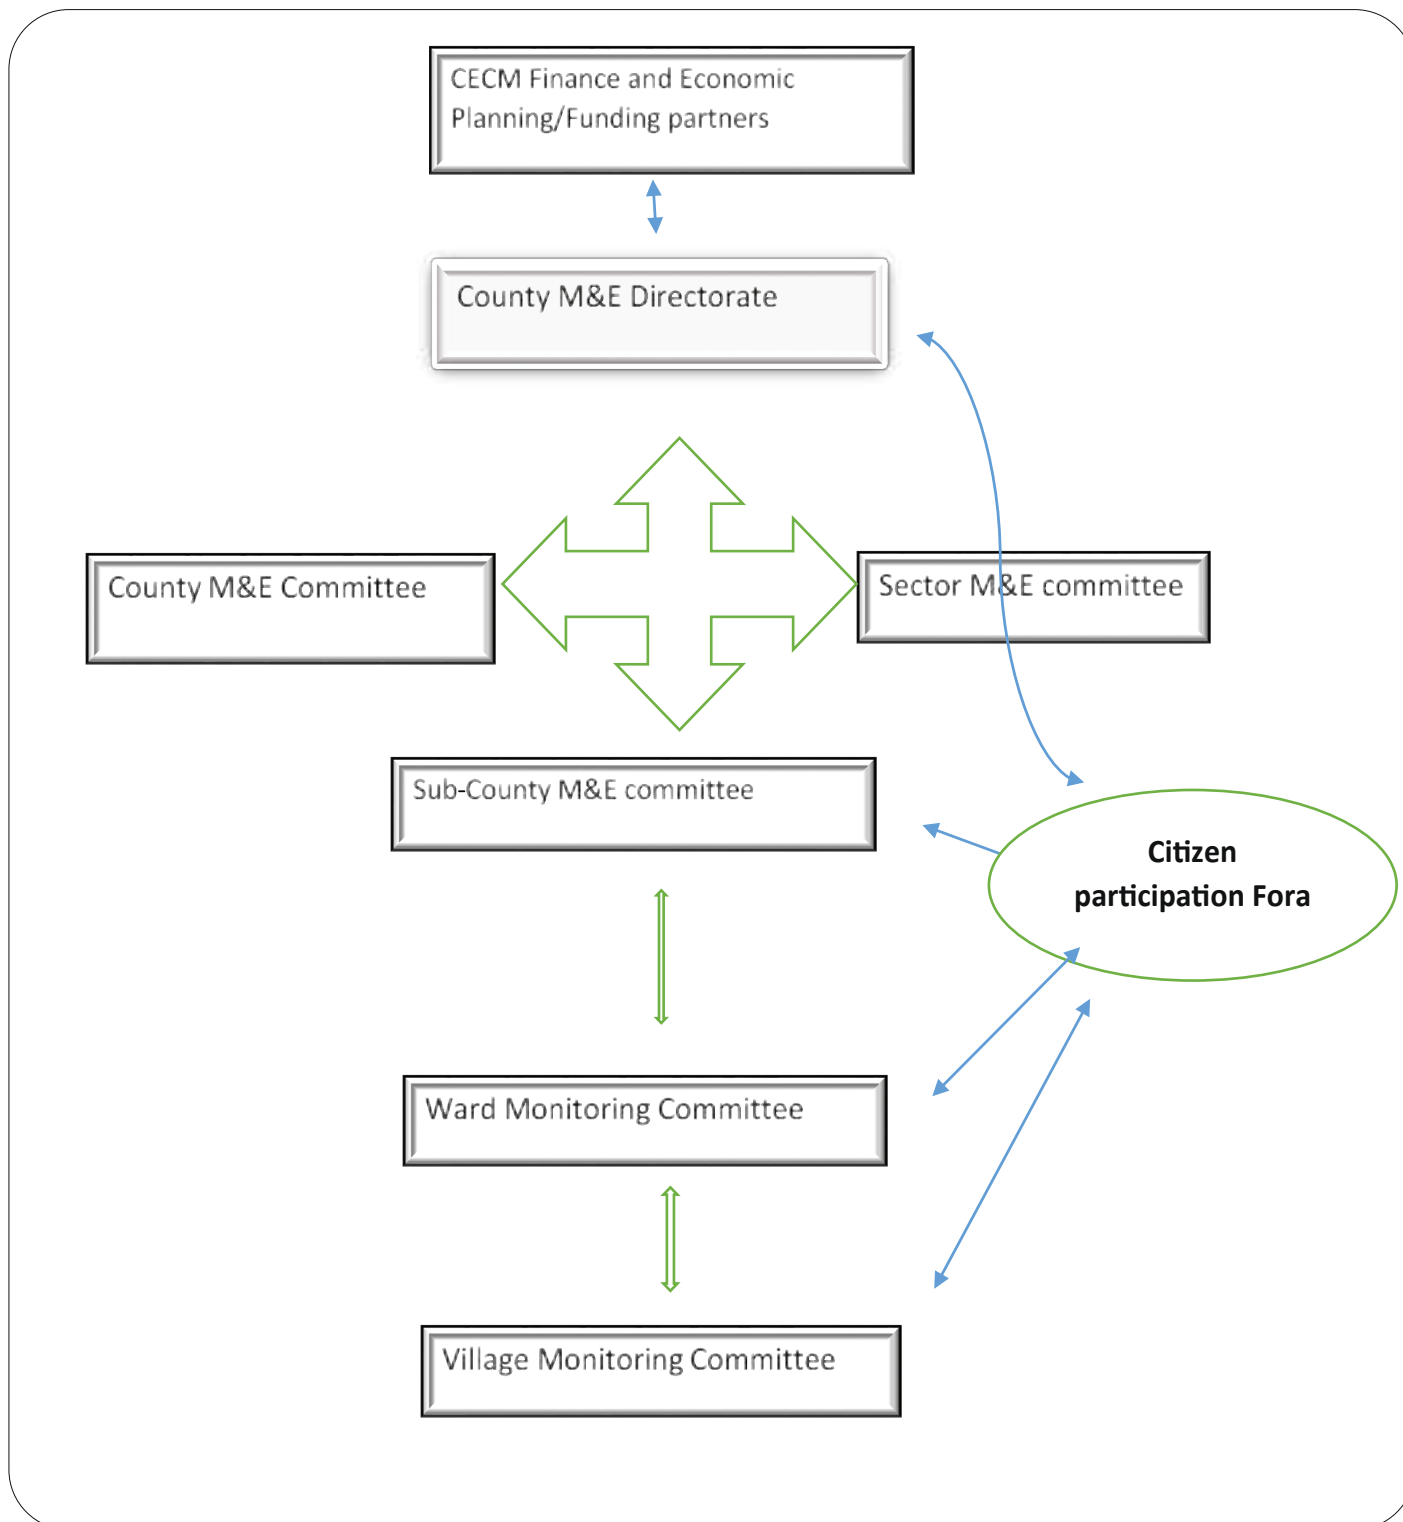 CECM Finance and Economic
Planning/Funding partners
County M&E Directorate
County M&E Committee
Sector M&E committee
Sub-County M&E committee
Citizen
participation Fora
Ward Monitoring Committee
Village Monitoring Committee